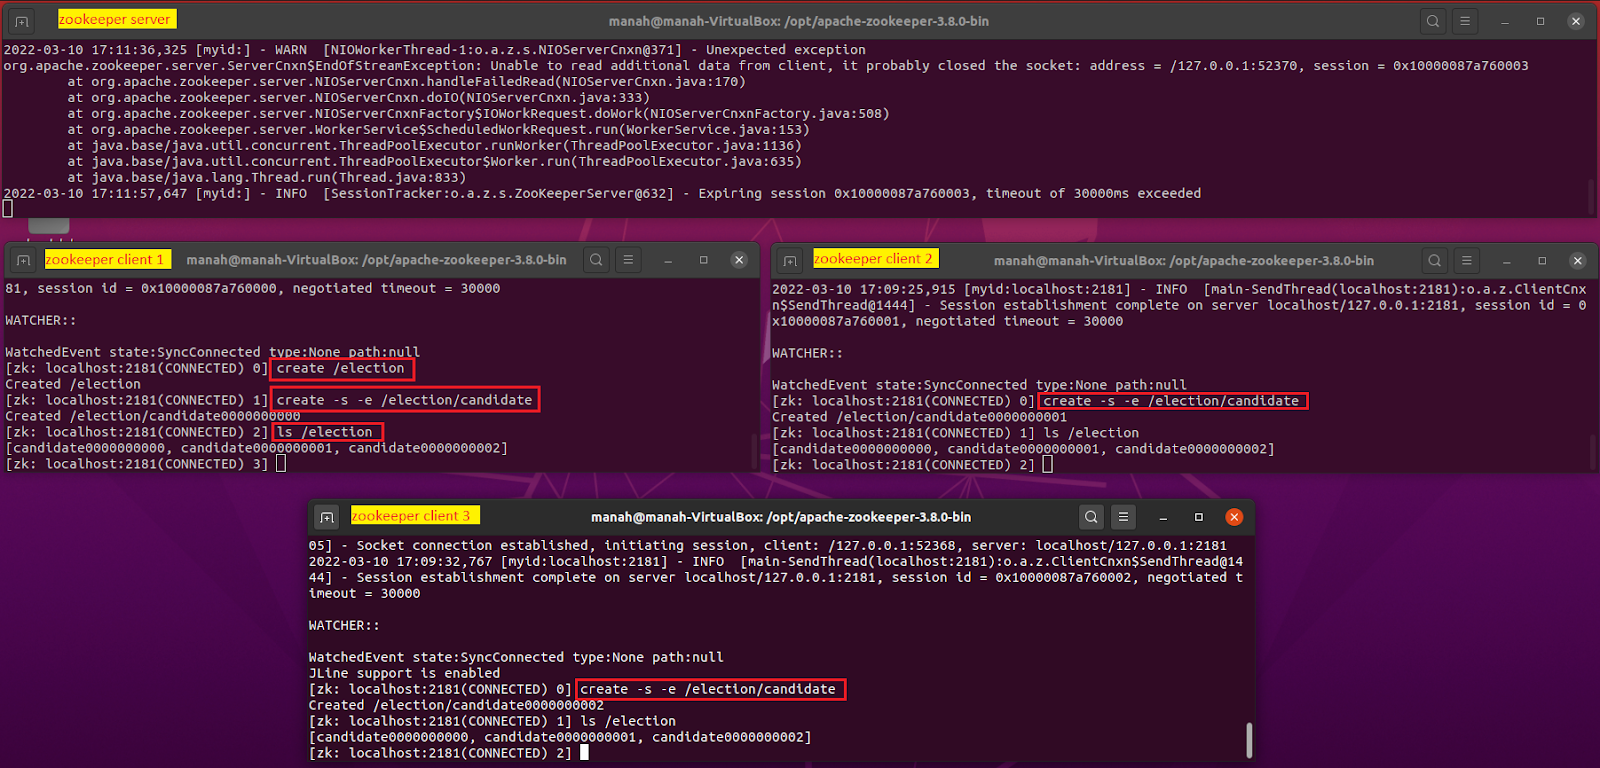 zookeeper server
manah@manah-VirtualBox: /opt/apache-zookeeper-3.8.0-bin
2022-03-10 17:11:36,325 [myid:] - WARN  [NIOWorkerThread-1:o.a.z.s.NIOServerCnxn@371] - Unexpected exception
org.apache.zookeeper.server.ServerCnxn$EndOfStreamException: Unable to read additional data from client, it probably closed the socket: address = /127.0.0.1:52370, session = 0x10000087a760003
at org.apache.zookeeper.server.NIOServerCnxn.handleFailedRead(NIOServerCnxn.java:170)
at org.apache.zookeeper.server.NIOServerCnxn.doIO(NIOServerCnxn.java:333)
at org.apache.zookeeper.server.NIOServerCnxnFactory$IOWorkRequest.doWork(NIOServerCnxnFactory.java:508)
at org.apache.zookeeper.server.WorkerService$ScheduledWorkRequest.run(WorkerService.java:153)
at java.base/java.util.concurrent.ThreadPoolExecutor.runWorker(ThreadPoolExecutor.java:1136)
at java.base/java.util.concurrent.ThreadPoolExecutor$Worker.run(ThreadPoolExecutor.java:635)
at java.base/java.lang.Thread.run(Thread.java:833)
2022-03-10 17:11:57,647 [myid:] - INFO  [SessionTracker:o.a.z.s.ZooKeeperServer@632] - Expiring session 0x10000087a760003, timeout of 30000ms exceeded
zookeeper client 1
manah@manah-VirtualBox: /opt/apache-zookeeper-3.8.0-bin
81, session id = 0x10000087a760000, negotiated timeout = 30000
WATCHER::
WatchedEvent state:SyncConnected type:None path:null
[zk: localhost:2181(CONNECTED) 0] create /election
Created /election
[zk: localhost:2181(CONNECTED) 1] create -s -e /election/candidate
Created /election/candidate0000000000
[zk: localhost:2181(CONNECTED) 2] ls /election
[candidate0000000000, candidate0000000001, candidate0000000002]
[zk: localhost:2181(CONNECTED) 3]
zookeeper client 2
manah@manah-VirtualBox: /opt/apache-zookeeper-3.8.0-bin
2022-03-10 17:09:25,915 [myid:localhost:2181] - INFO  [main-SendThread(localhost:2181):o.a.z.ClientCnx
n$SendThread@1444] - Session establishment complete on server localhost/127.0.0.1:2181, session id = 0
x10000087a760001, negotiated timeout = 30000
WATCHER::
WatchedEvent state:SyncConnected type:None path:null
[zk: localhost:2181(CONNECTED) 0] create -s -e /election/candidate
Created /election/candidate0000000001
[zk: localhost:2181(CONNECTED) 1] ls /election
[candidate0000000000, candidate0000000001, candidate0000000002]
[zk: localhost:2181(CONNECTED) 2]
zookeeper client 3
manah@manah-VirtualBox: /opt/apache-zookeeper-3.8.0-bin
05] - Socket connection established, initiating session, client: /127.0.0.1:52368, server: localhost/127.0.0.1:2181
2022-03-10 17:09:32,767 [myid:localhost:2181] - INFO  [main-SendThread(localhost:2181):o.a.z.ClientCnxn$SendThread@14
44] - Session establishment complete on server localhost/127.0.0.1:2181, session id = 0x10000087a760002, negotiated t
imeout = 30000
WATCHER::
WatchedEvent state:SyncConnected type:None path:null
JLine support is enabled
[zk: localhost:2181(CONNECTED) 0] create -s -e /election/candidate
Created /election/candidate0000000002
[zk: localhost:2181(CONNECTED) 1] ls /election
[candidate0000000000, candidate0000000001, candidate0000000002]
[zk: localhost:2181(CONNECTED) 2]